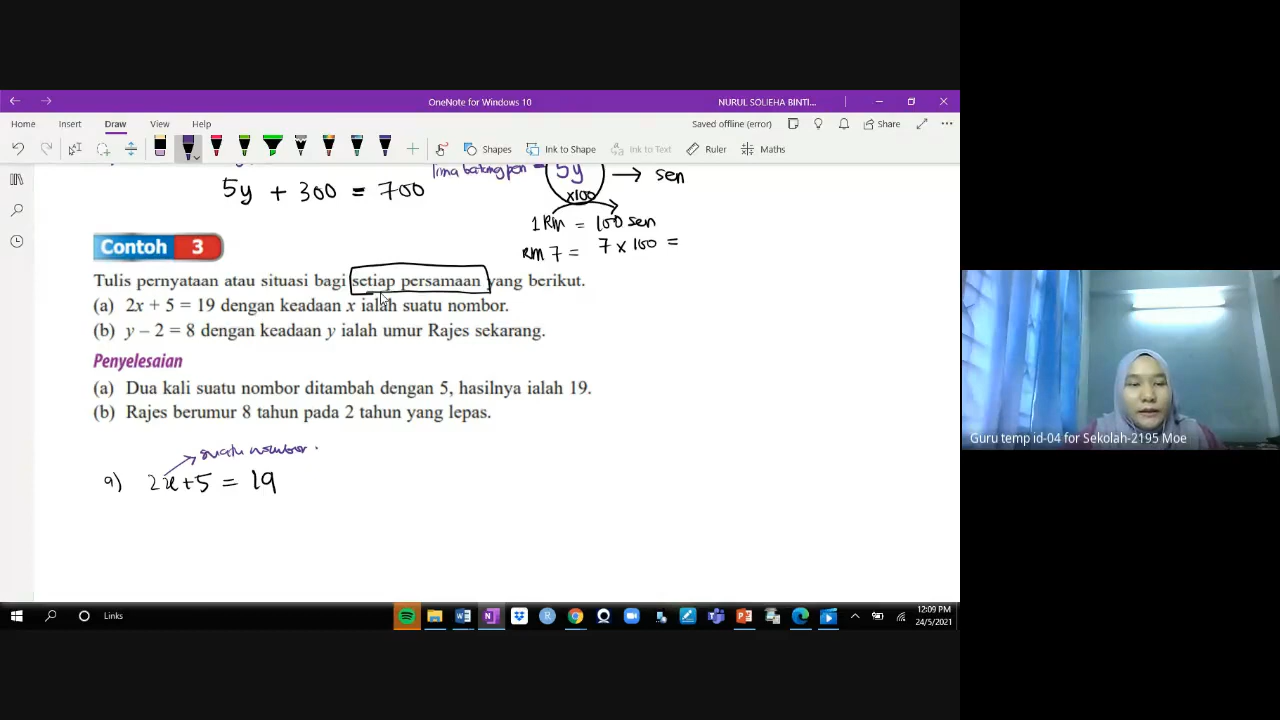 OneNote for Windows 10
NURUL SOLIEHA BINTI...
Home Insert Draw View Help
Saved offline (error)
Share
Shapes
Ink to Shape
Ink to Text
Ruler
Maths
lima batang pen = 5y → sen
x100
5y + 300 = 700
1 RM = 100 sen
RM 7 = 7 x 100 =
Contoh 3
Tulis pernyataan atau situasi bagi setiap persamaan yang berikut.
(a) 2x + 5 = 19 dengan keadaan x ialah suatu nombor.
(b) y – 2 = 8 dengan keadaan y ialah umur Rajes sekarang.
Penyelesaian
(a) Dua kali suatu nombor ditambah dengan 5, hasilnya ialah 19.
(b) Rajes berumur 8 tahun pada 2 tahun yang lepas.
suatu nombor.
a) 2x+5 = 19
Guru temp id-04 for Sekolah-2195 Moe
Links
12:09 PM
24/5/2021